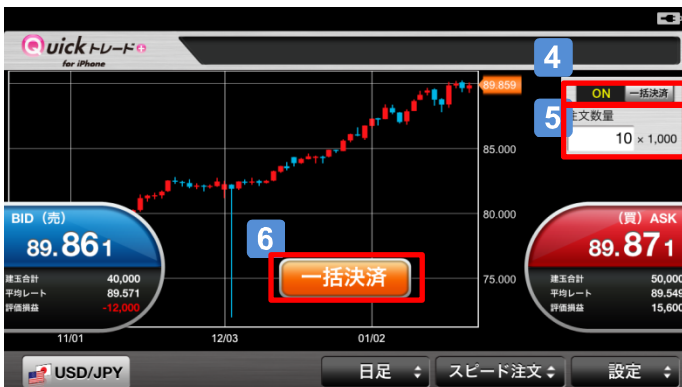 Quick トレード+
for iPhone
4
89.859
ON 一括決済
5
注文数量
10 × 1,000
85.000
80.000
75.000
BID（売）
89.861
建玉合計 40,000
平均レート 89.571
評価損益 -12,000
6
一括決済
（買）ASK
89.871
建玉合計 50,000
平均レート 89.549
評価損益 15,600
11/01 12/03 01/02
USD/JPY 日足 スピード注文 設定